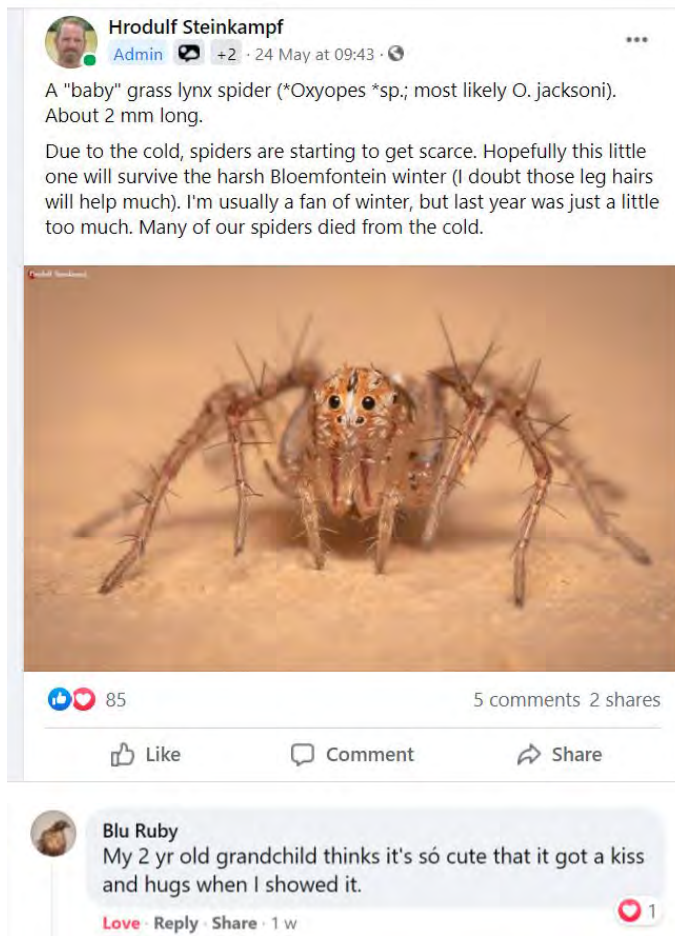 Hrodulf Steinkampf
Admin +2 · 24 May at 09:43 ·
A "baby" grass lynx spider (*Oxyopes *sp.; most likely O. jacksoni).
About 2 mm long.
Due to the cold, spiders are starting to get scarce. Hopefully this little
one will survive the harsh Bloemfontein winter (I doubt those leg hairs
will help much). I'm usually a fan of winter, but last year was just a little
too much. Many of our spiders died from the cold.
Hrodulf Steinkampf
85
5 comments 2 shares
Like Comment Share
Blu Ruby
My 2 yr old grandchild thinks it's só cute that it got a kiss
and hugs when I showed it.
Love · Reply · Share · 1 w
1